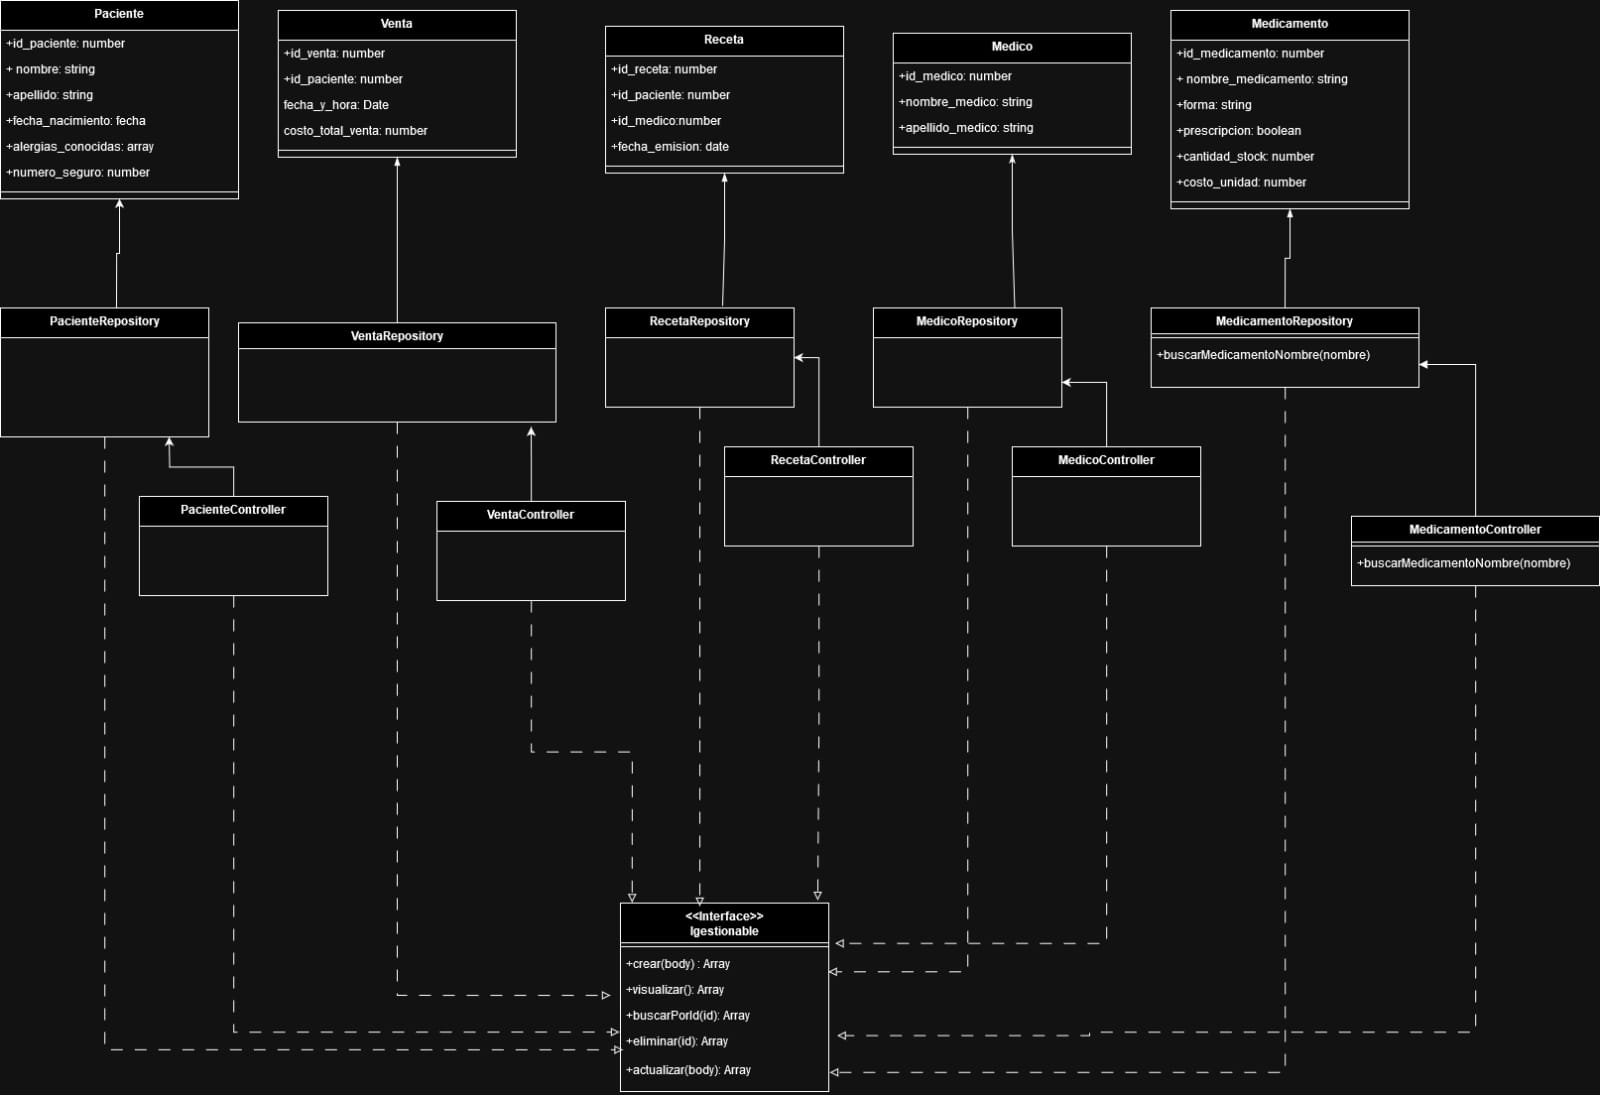 Paciente
+id_paciente: number
+ nombre: string
+apellido: string
+fecha_nacimiento: fecha
+alergias_conocidas: array
+numero_seguro: number
Venta
+id_venta: number
+id_paciente: number
fecha_y_hora: Date
costo_total_venta: number
Receta
+id_receta: number
+id_paciente: number
+id_medico:number
+fecha_emision: date
Medico
+id_medico: number
+nombre_medico: string
+apellido_medico: string
Medicamento
+id_medicamento: number
+ nombre_medicamento: string
+forma: string
+prescripcion: boolean
+cantidad_stock: number
+costo_unidad: number
PacienteRepository
VentaRepository
RecetaRepository
MedicoRepository
MedicamentoRepository
+buscarMedicamentoNombre(nombre)
PacienteController
VentaController
RecetaController
MedicoController
MedicamentoController
+buscarMedicamentoNombre(nombre)
<<Interface>>
Igestionable
+crear(body) : Array
+visualizar(): Array
+buscarPorId(id): Array
+eliminar(id): Array
+actualizar(body): Array